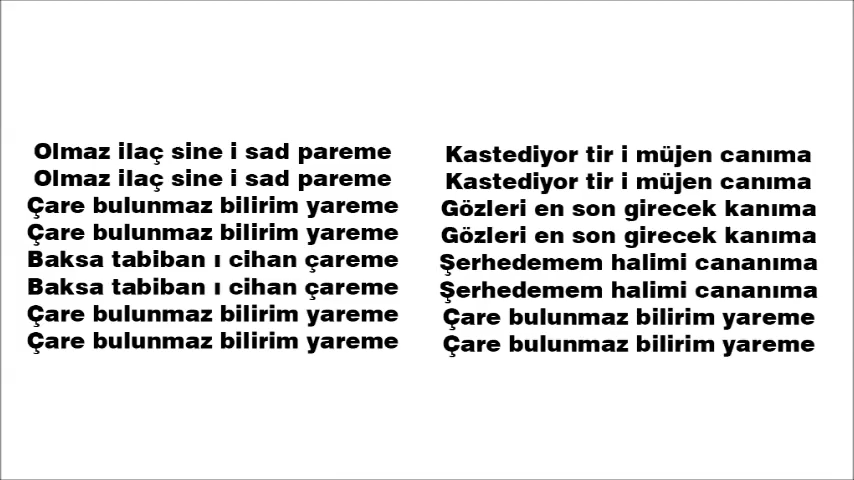 Olmaz ilaç sine i sad pareme
Olmaz ilaç sine i sad pareme
Çare bulunmaz bilirim yareme
Çare bulunmaz bilirim yareme
Baksa tabiban ı cihan çareme
Baksa tabiban ı cihan çareme
Çare bulunmaz bilirim yareme
Çare bulunmaz bilirim yareme
Kastediyor tir i müjen canıma
Kastediyor tir i müjen canıma
Gözleri en son girecek kanıma
Gözleri en son girecek kanıma
Şerhedemem halimi cananıma
Şerhedemem halimi cananıma
Çare bulunmaz bilirim yareme
Çare bulunmaz bilirim yareme